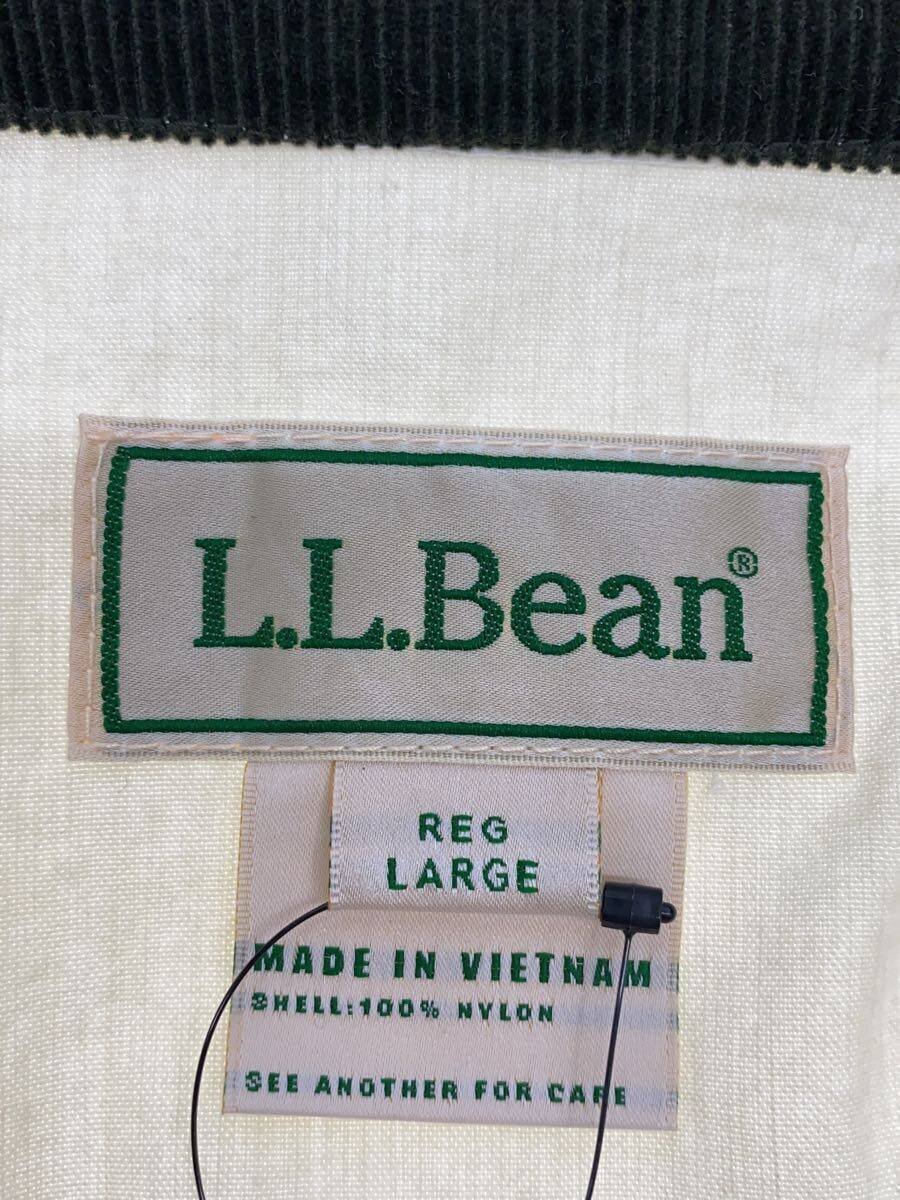 L.L.Bean®
REG
LARGE
MADE IN VIETNAM
SHELL:100% NYLON
SEE ANOTHER FOR CARE